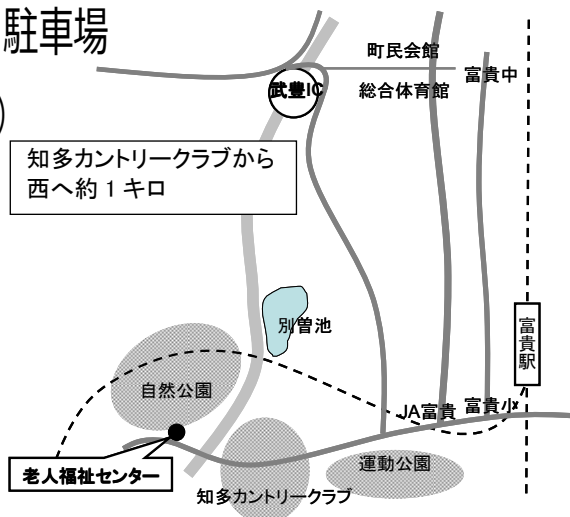 駐車場
町民会館
武豊IC
総合体育館
富貴中
知多カントリークラブから
西へ約1キロ
別曽池
富貴駅
自然公園
JA富貴
富貴小
老人福祉センター
運動公園
知多カントリークラブ